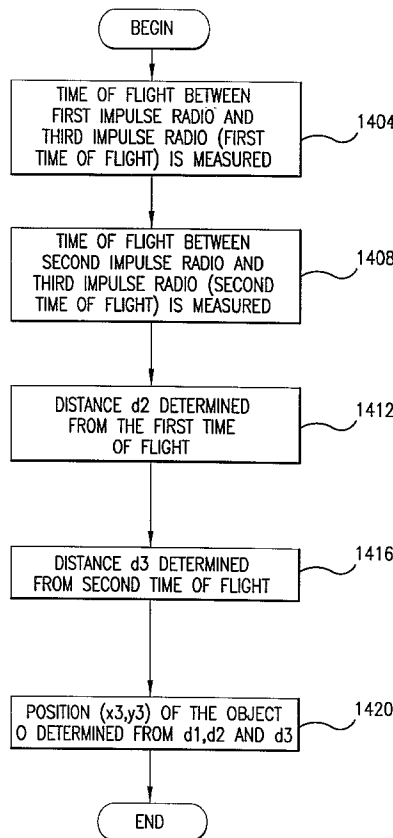 BEGIN
TIME OF FLIGHT BETWEEN
FIRST IMPULSE RADIO AND
THIRD IMPULSE RADIO (FIRST
TIME OF FLIGHT) IS MEASURED
1404
TIME OF FLIGHT BETWEEN
SECOND IMPULSE RADIO AND
THIRD IMPULSE RADIO (SECOND
TIME OF FLIGHT) IS MEASURED
1408
DISTANCE d2 DETERMINED
FROM THE FIRST TIME
OF FLIGHT
1412
DISTANCE d3 DETERMINED
FROM SECOND TIME OF FLIGHT
1416
POSITION (x3,y3) OF THE OBJECT
O DETERMINED FROM d1,d2 AND d3
1420
END